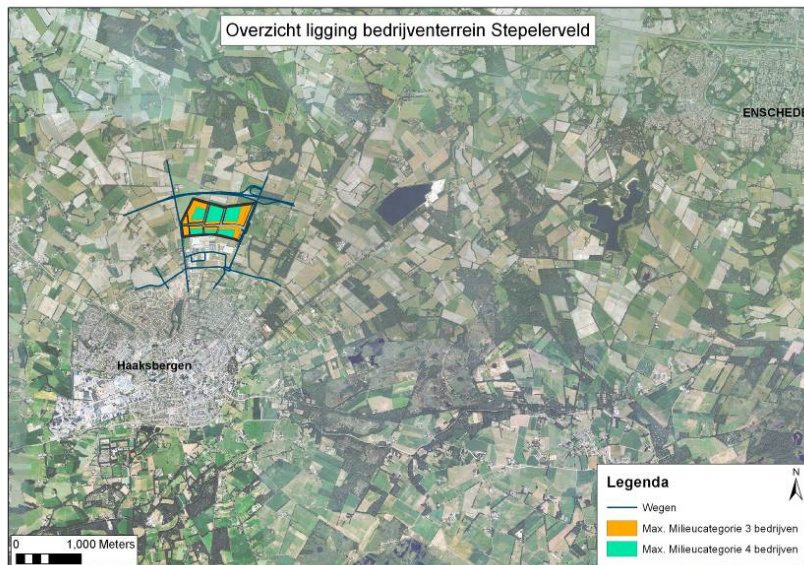 Overzicht ligging bedrijventerrein Stepelerveld
ENSCHEDE
Haaksbergen
Legenda
N
Wegen
Max. Milieucategorie 3 bedrijven
Max. Milieucategorie 4 bedrijven
0 1,000 Meters